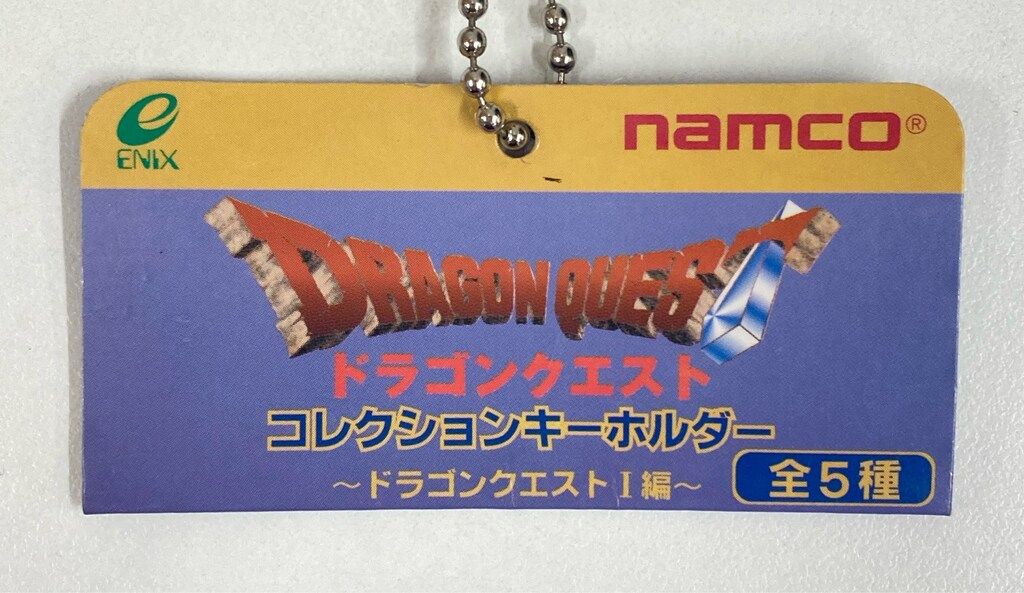 ENIX
namco®
DRAGON QUEST
ドラゴンクエスト
コレクションキーホルダー
～ドラゴンクエストⅠ編～
全5種